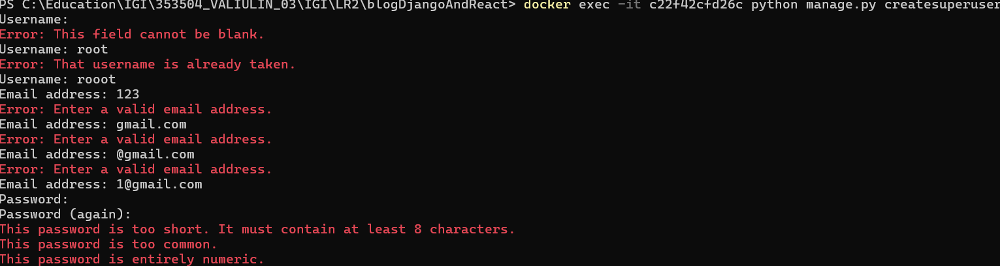 PS C:\Education\IGI\353504_VALIULIN_03\IGI\LR2\blogDjangoAndReact> docker exec -it c22f42cfd26c python manage.py createsuperuser
Username:
Error: This field cannot be blank.
Username: root
Error: That username is already taken.
Username: rooot
Email address: 123
Error: Enter a valid email address.
Email address: gmail.com
Error: Enter a valid email address.
Email address: @gmail.com
Error: Enter a valid email address.
Email address: 1@gmail.com
Password:
Password (again):
This password is too short. It must contain at least 8 characters.
This password is too common.
This password is entirely numeric.